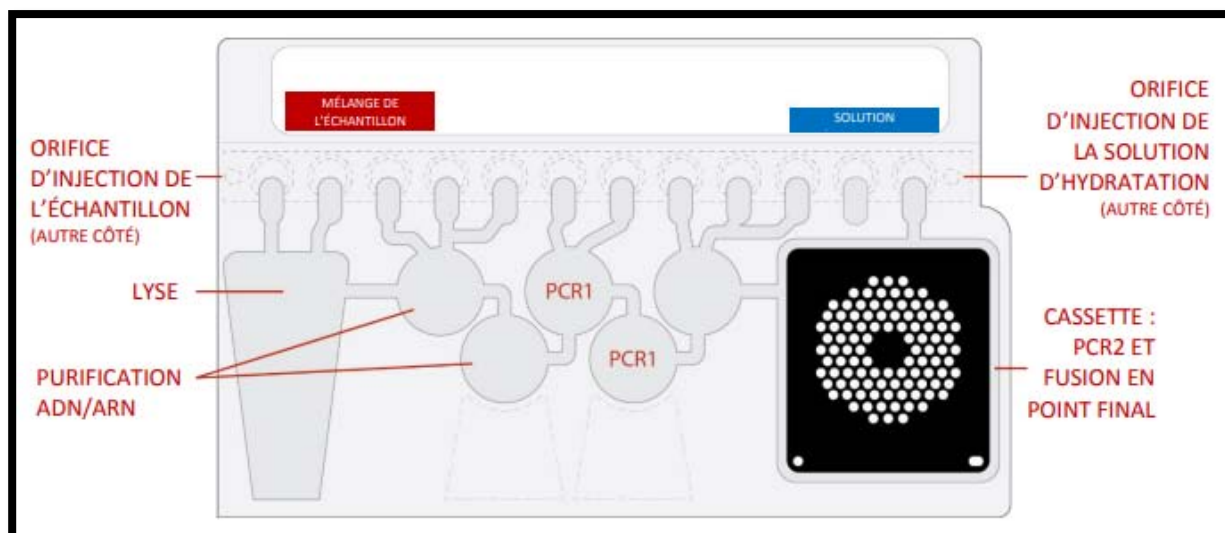 MÉLANGE DE
L'ÉCHANTILLON
SOLUTION
ORIFICE
D'INJECTION DE
L'ÉCHANTILLON
(AUTRE CÔTÉ)
ORIFICE
D'INJECTION DE
LA SOLUTION
D'HYDRATATION
(AUTRE CÔTÉ)
LYSE
PCR1
PCR1
PURIFICATION
ADN/ARN
CASSETTE :
PCR2 ET
FUSION EN
POINT FINAL